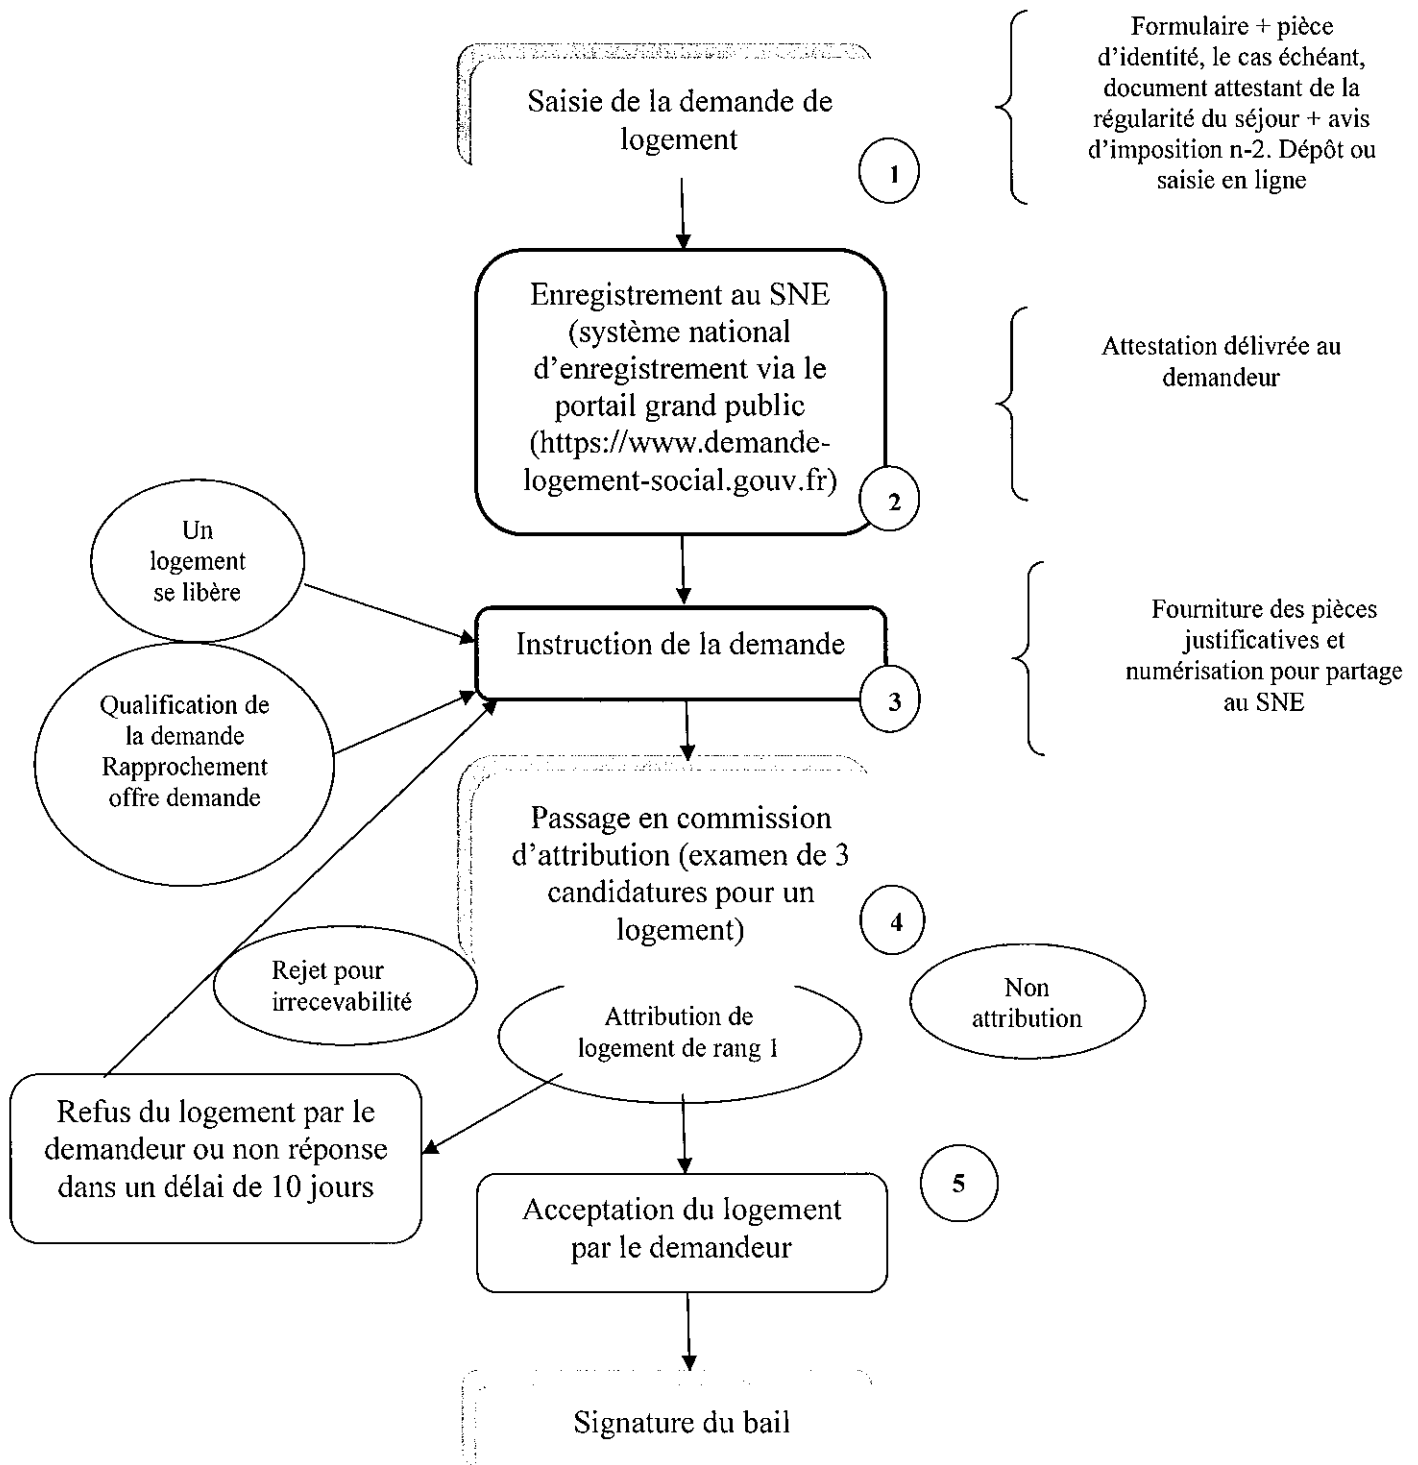 Saisie de la demande de
logement
1
Formulaire + pièce
d'identité, le cas échéant,
document attestant de la
régularité du séjour + avis
d'imposition n-2. Dépôt ou
saisie en ligne
Enregistrement au SNE
(système national
d'enregistrement via le
portail grand public
(https://www.demande-
logement-social.gouv.fr)
2
Attestation délivrée au
demandeur
Un
logement
se libère
Instruction de la demande
3
Fourniture des pièces
justificatives et
numérisation pour partage
au SNE
Qualification de
la demande
Rapprochement
offre demande
Passage en commission
d'attribution (examen de 3
candidatures pour un
logement)
4
Rejet pour
irrecevabilité
Attribution de
logement de rang 1
Non
attribution
Refus du logement par le
demandeur ou non réponse
dans un délai de 10 jours
5
Acceptation du logement
par le demandeur
Signature du bail